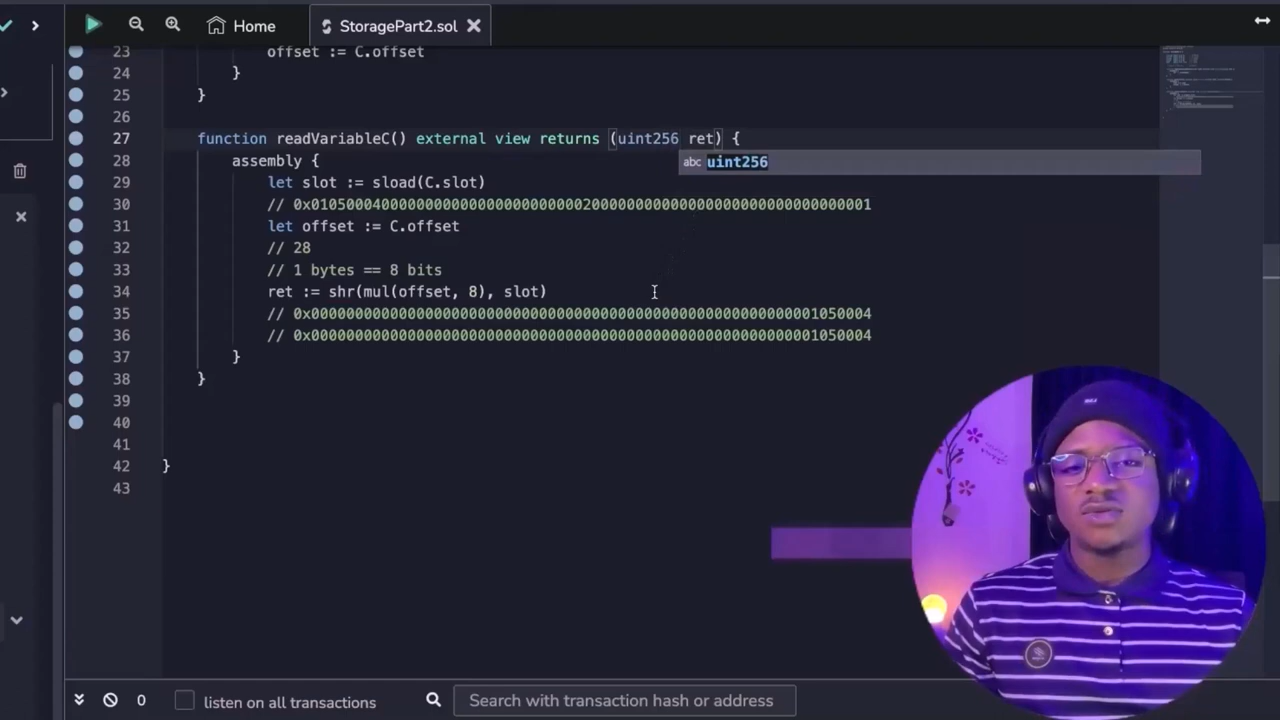 Home
StoragePart2.sol
23 offset := C.offset
24 }
25 }
26
27 function readVariableC() external view returns (uint256 ret) {
abc uint256
28 assembly {
29 let slot := sload(C.slot)
30 // 0x0105000400000000000000000000000200000000000000000000000000000001
31 let offset := C.offset
32 // 28
33 // 1 bytes == 8 bits
34 ret := shr(mul(offset, 8), slot)
35 // 0x0000000000000000000000000000000000000000000000000000000001050004
36 // 0x0000000000000000000000000000000000000000000000000000000001050004
37 }
38 }
39
40
41
42 }
43
0
listen on all transactions
Search with transaction hash or address